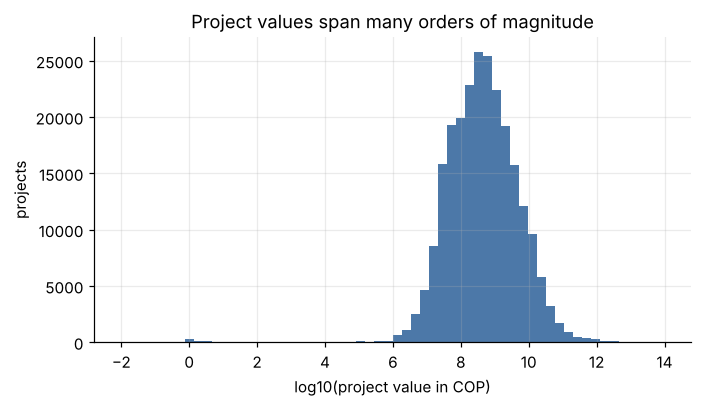 Project values span many orders of magnitude
projects
25000
20000
15000
10000
5000
0
−2 0 2 4 6 8 10 12 14
log10(project value in COP)